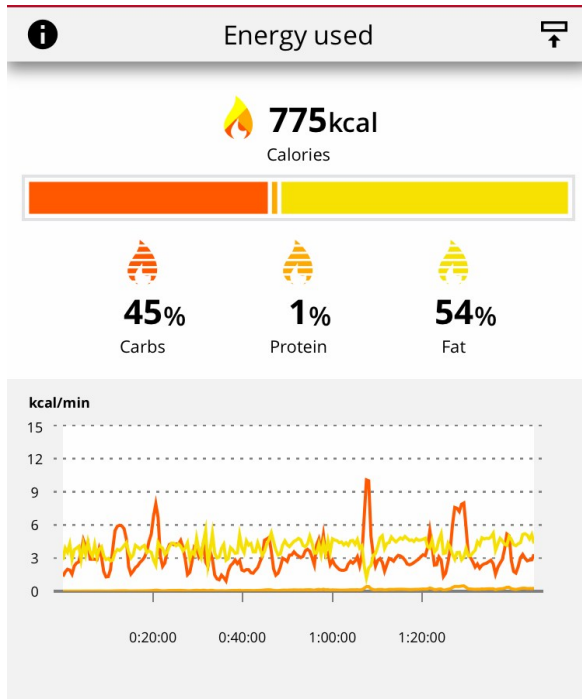 Energy used
775kcal
Calories
45% 1% 54%
Carbs Protein Fat
kcal/min
15
12
9
6
3
0
0:20:00 0:40:00 1:00:00 1:20:00